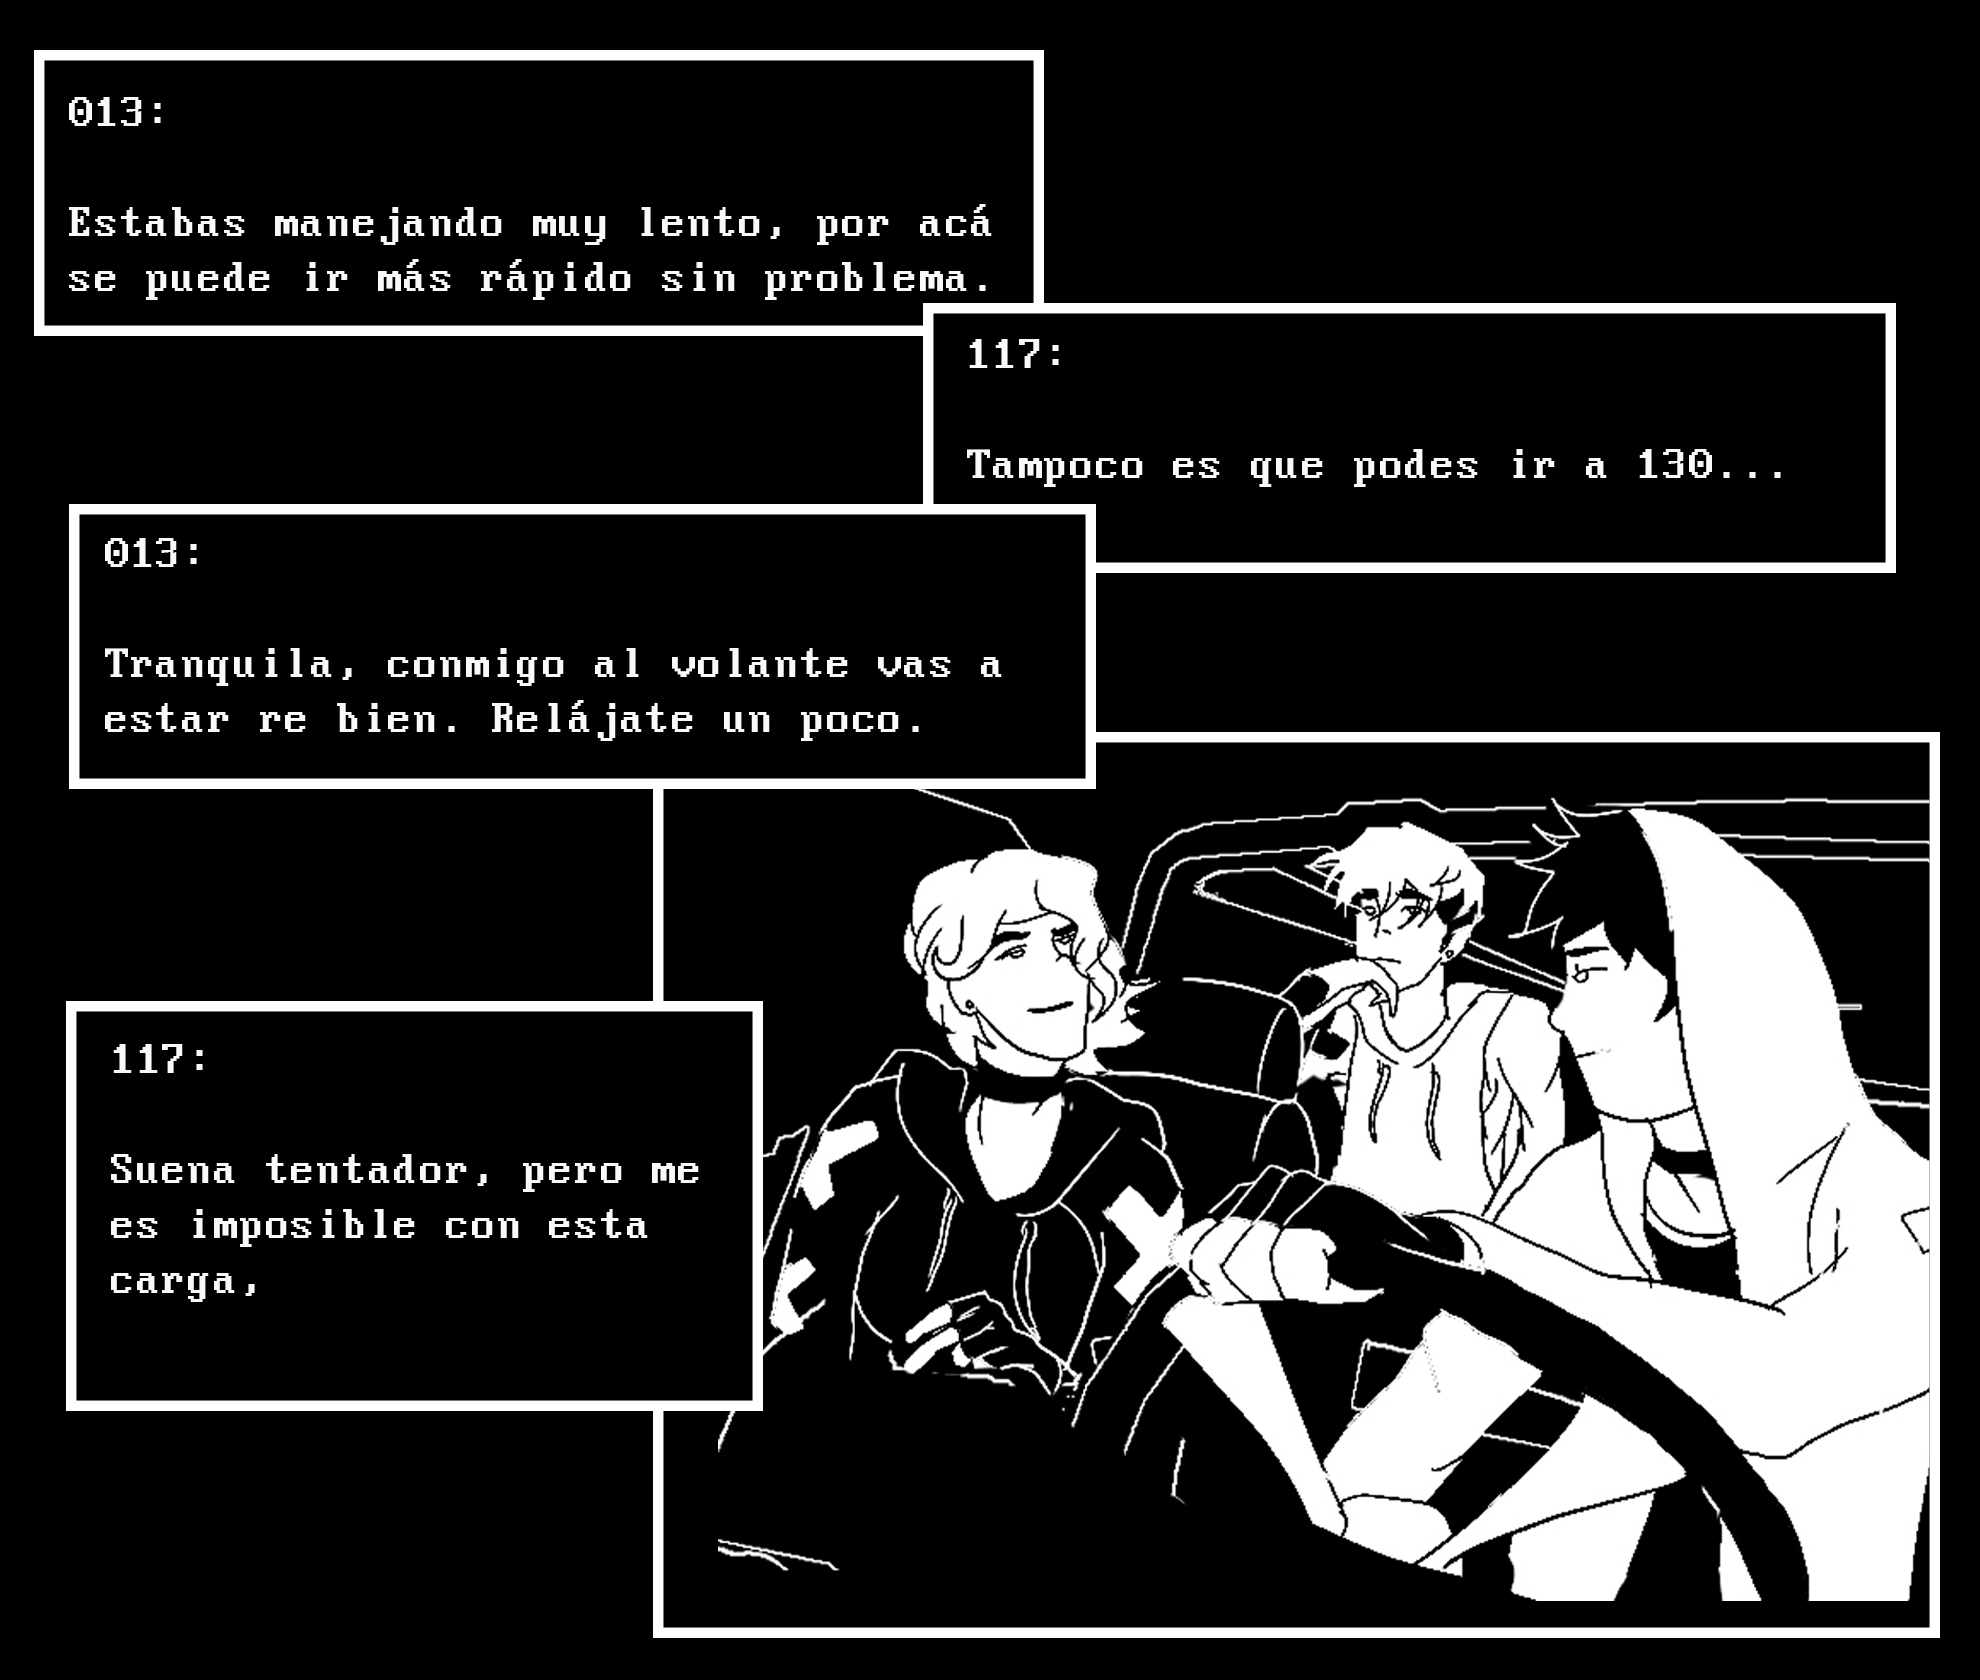 013:
Estabas manejando muy lento, por acá
se puede ir más rápido sin problema.
117:
Tampoco es que podes ir a 130...
013:
Tranquila, conmigo al volante vas a
estar re bien. Relájate un poco.
117:
Suena tentador, pero me
es imposible con esta
carga,